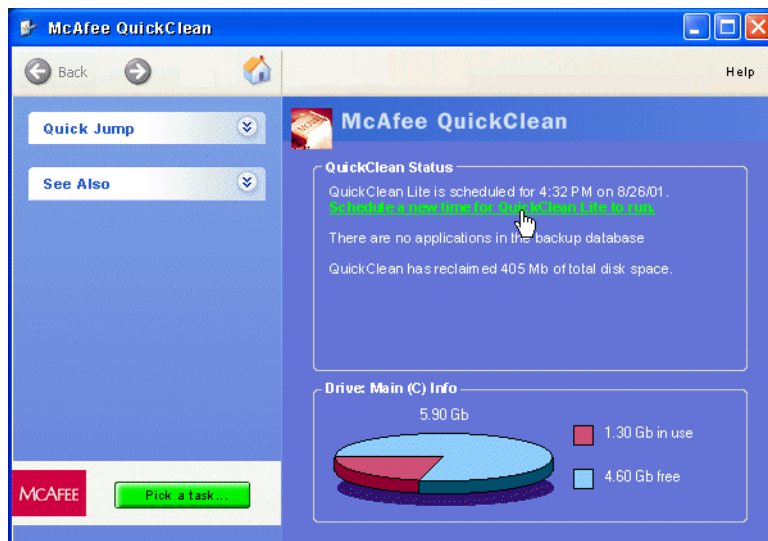 McAfee QuickClean
Back
Help
Quick Jump
See Also
McAfee QuickClean
QuickClean Status
QuickClean Lite is scheduled for 4:32 PM on 8/26/01.
Schedule a new time for QuickClean Lite to run.
There are no applications in the backup database
QuickClean has reclaimed 405 Mb of total disk space.
Drive: Main (C) Info
5.90 Gb
1.30 Gb in use
4.60 Gb free
MCAFEE
Pick a task...